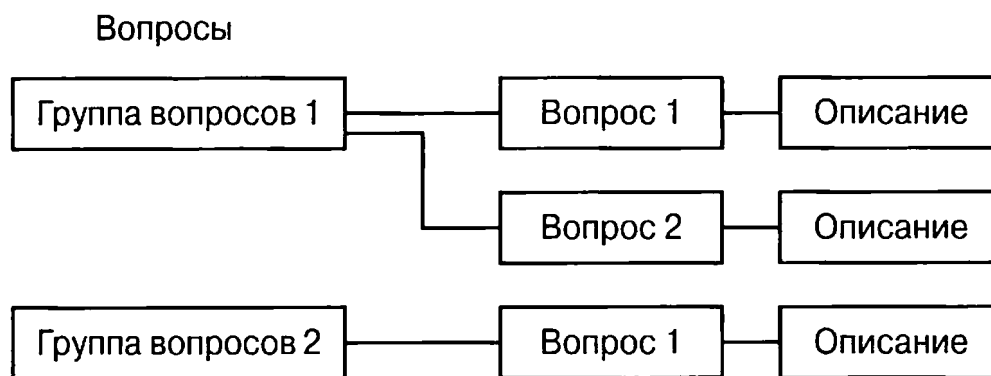 Вопросы
Группа вопросов 1
Вопрос 1
Описание
Вопрос 2
Описание
Группа вопросов 2
Вопрос 1
Описание